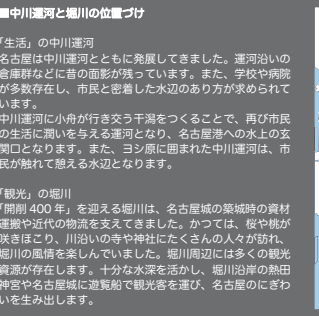 ■中川運河と堀川の位置づけ
「生活」の中川運河
名古屋は中川運河とともに発展してきました。運河沿いの
倉庫群などに昔の面影が残っています。また、学校や病院
が多数存在し、市民と密着した水辺のあり方が求められて
います。
中川運河に小舟が行き交う干潟をつくることで、再び市民
の生活に潤いを与える運河となり、名古屋港への水上の玄
関口となります。また、ヨシ原に囲まれた中川運河は、市
民が触れて憩える水辺となります。
「観光」の堀川
「開削 400 年」を迎える堀川は、名古屋城の築城時の資材
運搬や近代の物流を支えてきました。かつては、桜や桃が
咲きほこり、川沿いの寺や神社にたくさんの人々が訪れ、
堀川の風情を楽しんでいました。堀川周辺には多くの観光
資源が存在します。十分な水深を活かし、堀川沿岸の熱田
神宮や名古屋城に遊覧船で観光客を運び、名古屋のにぎわ
いを生み出します。